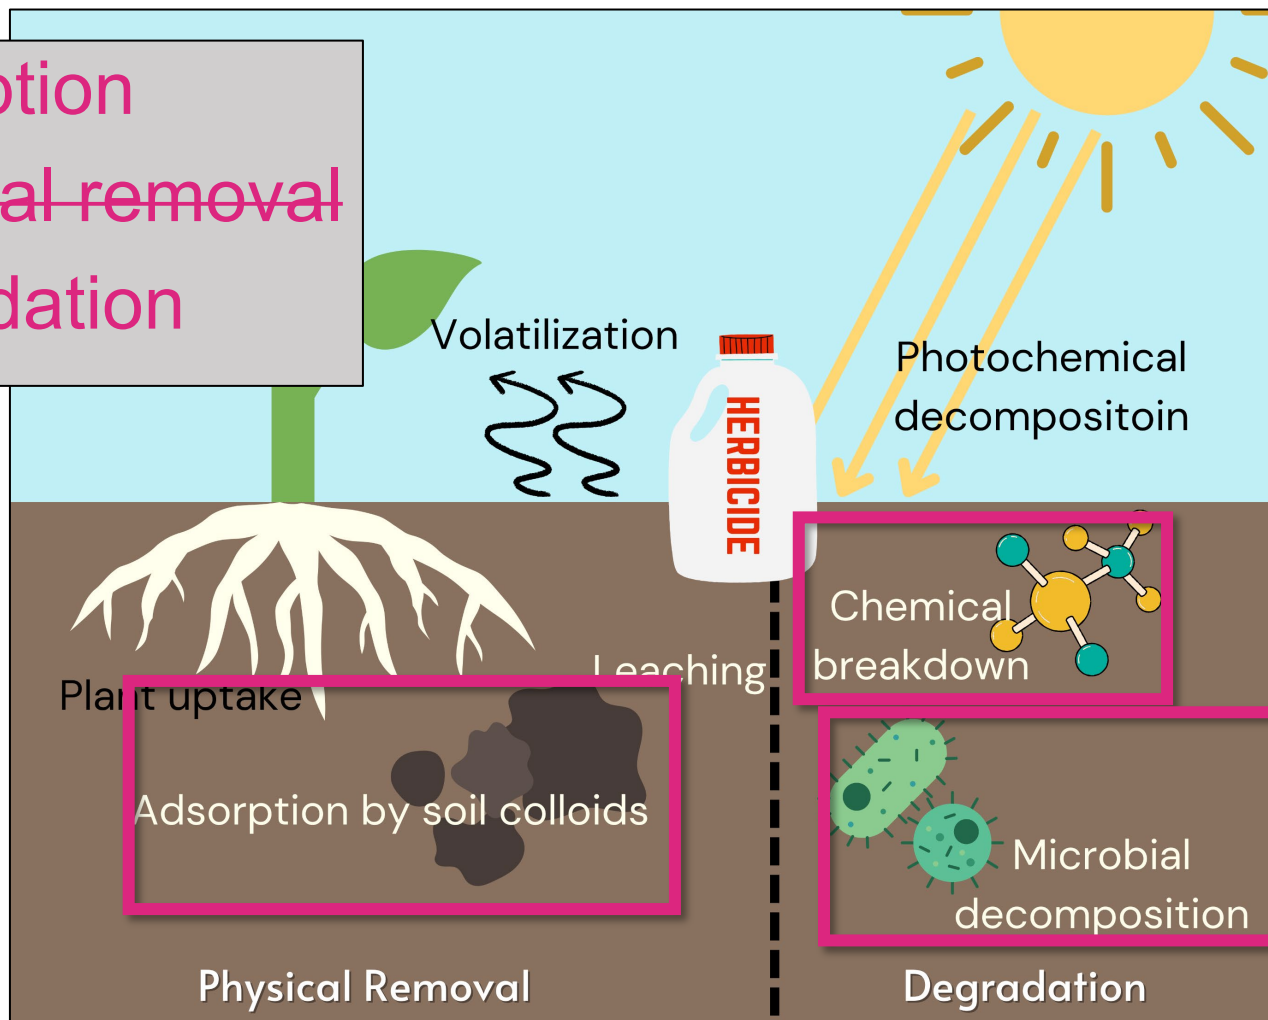 ption
al removal
dation
Volatilization
Photochemical
decompositoin
HERBICIDE
Chemical
breakdown
Leaching
Plant uptake
Adsorption by soil colloids
Microbial
decomposition
Physical Removal
Degradation